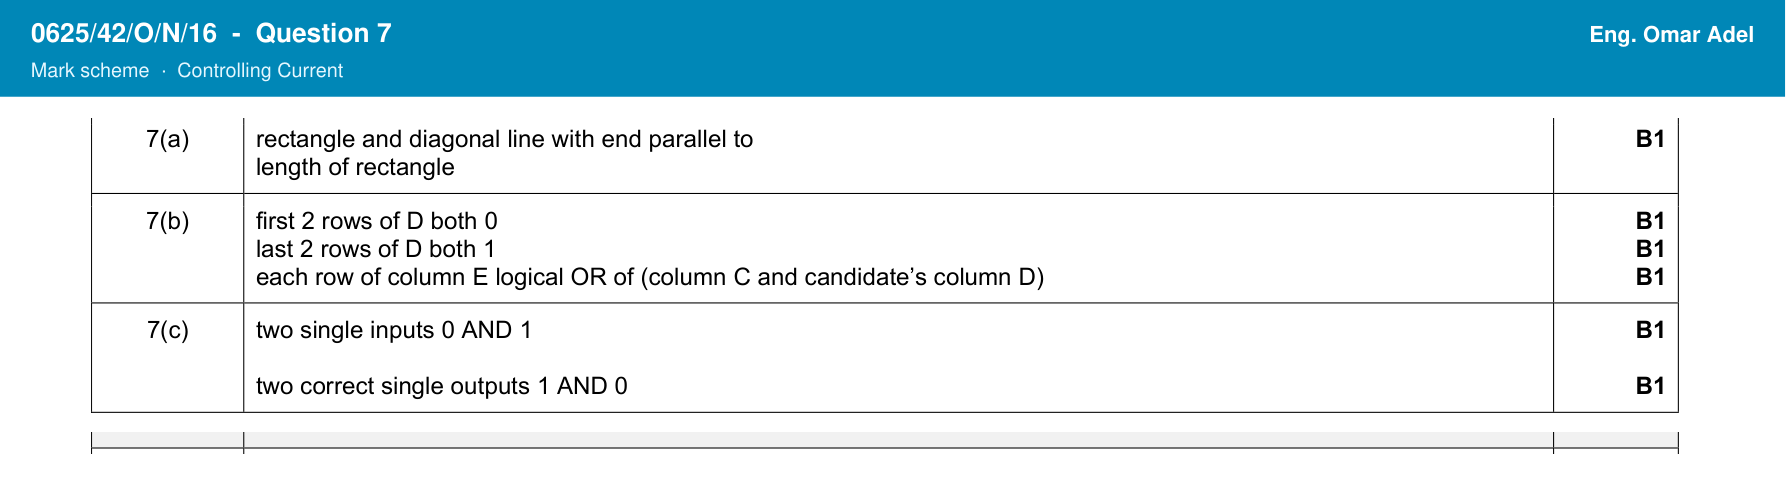 0625/42/O/N/16 - Question 7
Eng. Omar Adel
Mark scheme · Controlling Current
7(a) rectangle and diagonal line with end parallel to B1
length of rectangle
7(b) first 2 rows of D both 0 B1
last 2 rows of D both 1 B1
each row of column E logical OR of (column C and candidate’s column D) B1
7(c) two single inputs 0 AND 1 B1
two correct single outputs 1 AND 0 B1